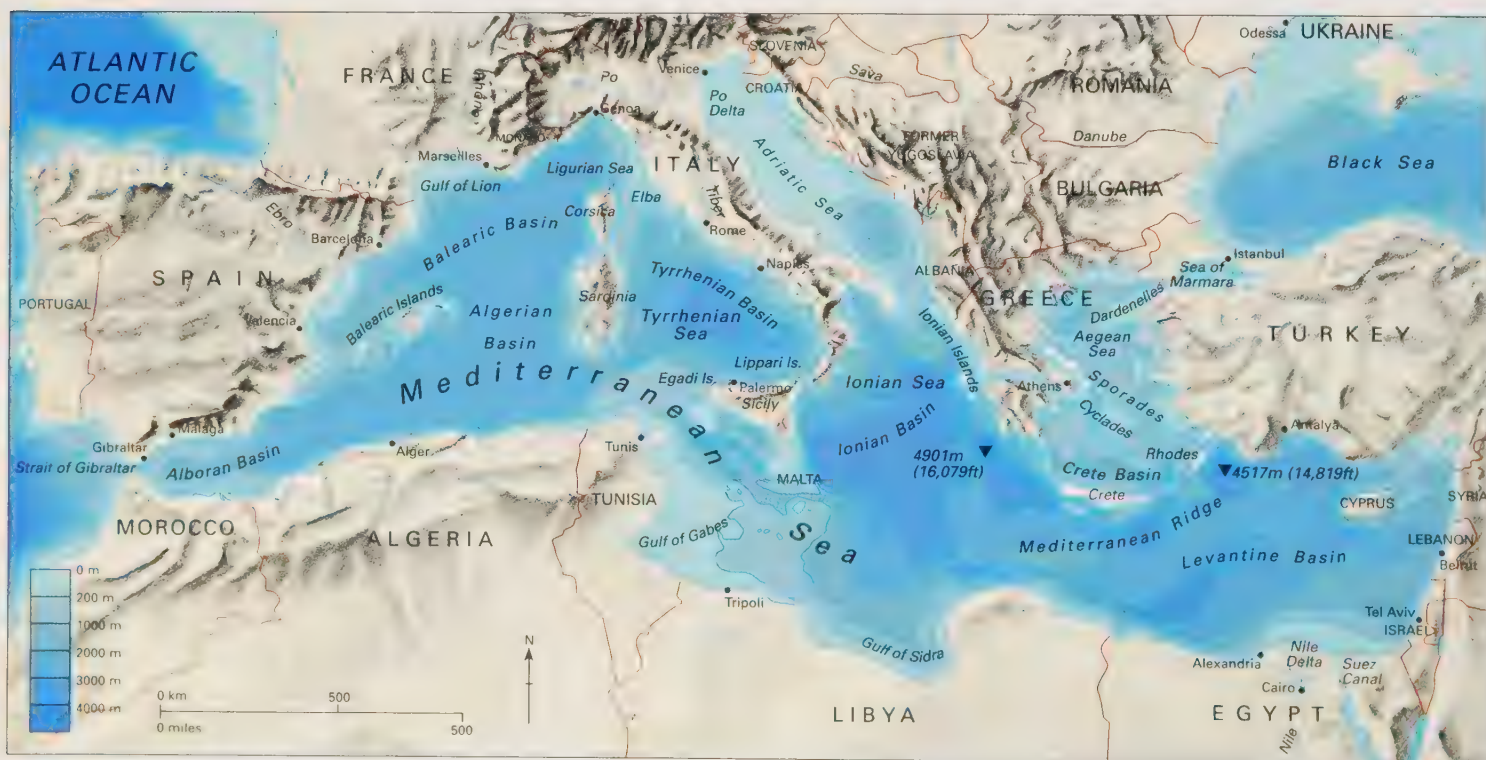 ATLANTIC
OCEAN
FRANCE
Rhône
Po
Genoa
MONACO
Marseilles
Gulf of Lion
Ligurian Sea
Venice
Po
Delta
SLOVENIA
CROATIA
Sava
ITALY
Adriatic Sea
Elba
Corsica
Tiber
Rome
Naples
FORMER
YUGOSLAVIA
ROMANIA
Danube
BULGARIA
Odessa
UKRAINE
Black Sea
Ebro
Barcelona
Balearic Basin
SPAIN
PORTUGAL
Valencia
Balearic Islands
Algerian
Basin
Sardinia
Tyrrhenian Basin
Tyrrhenian
Sea
ALBANIA
GREECE
Istanbul
Sea of
Marmara
Dardenelles
TURKEY
Aegean
Sea
Ionian Islands
Lippari Is.
Egadi Is.
Palermo
Sicily
Ionian Sea
Athens
Sporades
Cyclades
Mediterranean Sea
Malaga
Gibraltar
Strait of Gibraltar
Alboran Basin
Alger.
Tunis
Ionian Basin
4901m
(16,079ft)
Rhodes
Antalya
Crete Basin
Crete
4517m (14,819ft)
CYPRUS
SYRIA
MALTA
TUNISIA
MOROCCO
ALGERIA
Gulf of Gabes
Mediterranean Ridge
Levantine Basin
LEBANON
Beirut
Tripoli
Tel Aviv
ISRAEL
Gulf of Sidra
Alexandria
Nile
Delta
Suez
Canal
Cairo
LIBYA
EGYPT
Nile
0 m
200 m
1000 m
2000 m
3000 m
4000 m
N
0 km
500
0 miles
500